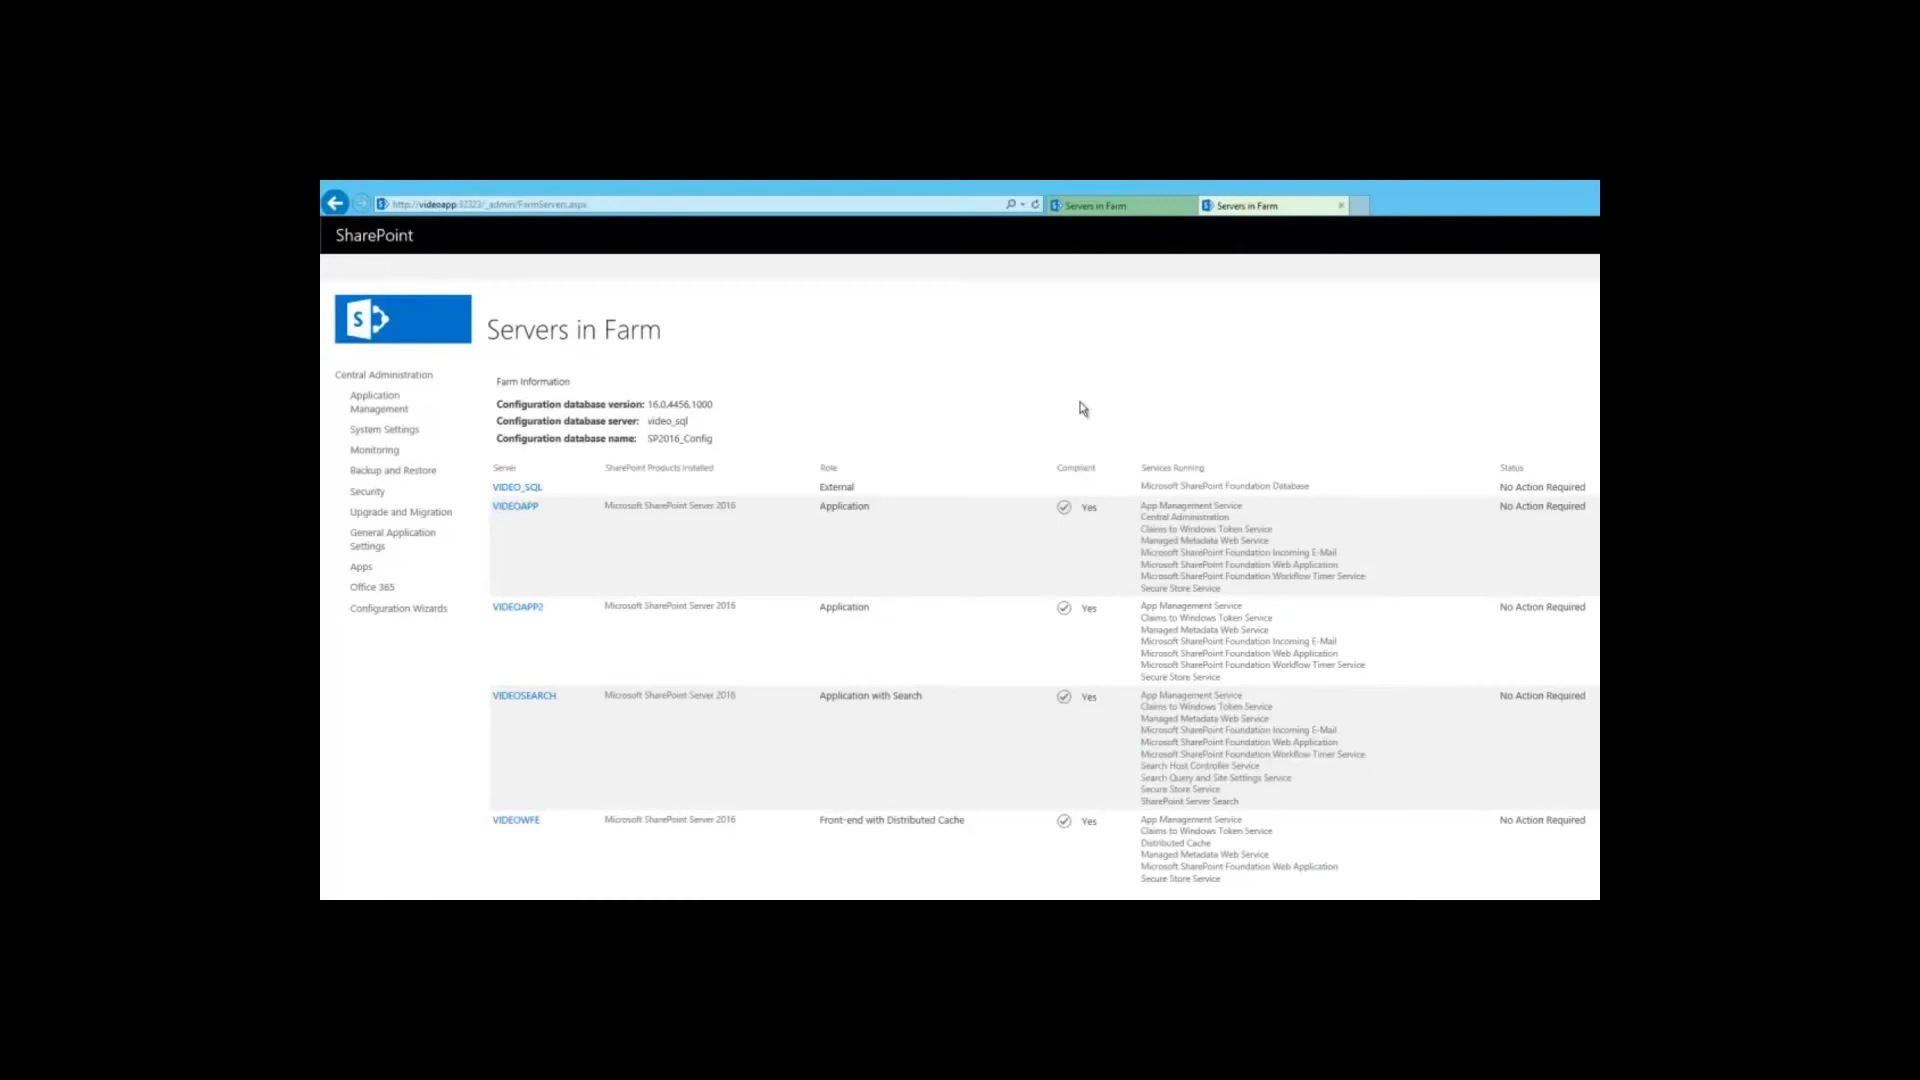 http://videoapp:32323/_admin/FarmServers.aspx
Servers in Farm
Servers in Farm
SharePoint
Servers in Farm
Central Administration
Application Management
System Settings
Monitoring
Backup and Restore
Security
Upgrade and Migration
General Application Settings
Apps
Office 365
Configuration Wizards
Farm Information
Configuration database version: 16.0.4456.1000
Configuration database server: video_sql
Configuration database name: SP2016_Config
Server SharePoint Products Installed Role Compliant Services Running Status
VIDEO_SQL External Microsoft SharePoint Foundation Database No Action Required
VIDEOAPP Microsoft SharePoint Server 2016 Application Yes App Management Service No Action Required
Central Administration
Claims to Windows Token Service
Managed Metadata Web Service
Microsoft SharePoint Foundation Incoming E-Mail
Microsoft SharePoint Foundation Web Application
Microsoft SharePoint Foundation Workflow Timer Service
Secure Store Service
VIDEOAPP2 Microsoft SharePoint Server 2016 Application Yes App Management Service No Action Required
Claims to Windows Token Service
Managed Metadata Web Service
Microsoft SharePoint Foundation Incoming E-Mail
Microsoft SharePoint Foundation Web Application
Microsoft SharePoint Foundation Workflow Timer Service
Secure Store Service
VIDEOSEARCH Microsoft SharePoint Server 2016 Application with Search Yes App Management Service No Action Required
Claims to Windows Token Service
Managed Metadata Web Service
Microsoft SharePoint Foundation Incoming E-Mail
Microsoft SharePoint Foundation Web Application
Microsoft SharePoint Foundation Workflow Timer Service
Search Host Controller Service
Search Query and Site Settings Service
Secure Store Service
SharePoint Server Search
VIDEOWFE Microsoft SharePoint Server 2016 Front-end with Distributed Cache Yes App Management Service No Action Required
Claims to Windows Token Service
Distributed Cache
Managed Metadata Web Service
Microsoft SharePoint Foundation Web Application
Secure Store Service